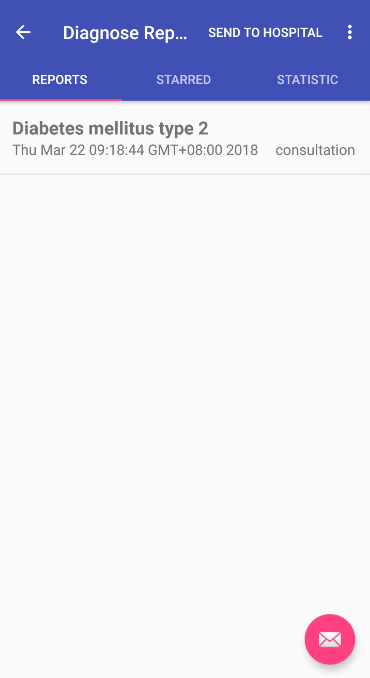 Diagnose Rep... SEND TO HOSPITAL
REPORTS STARRED STATISTIC
Diabetes mellitus type 2
Thu Mar 22 09:18:44 GMT+08:00 2018 consultation